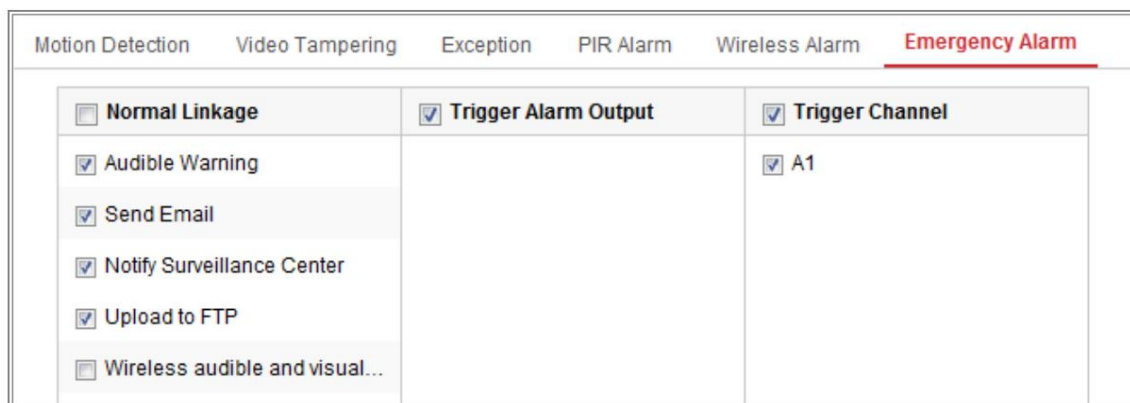 Motion Detection Video Tampering Exception PIR Alarm Wireless Alarm Emergency Alarm
Normal Linkage Trigger Alarm Output Trigger Channel
Audible Warning A1
Send Email
Notify Surveillance Center
Upload to FTP
Wireless audible and visual...